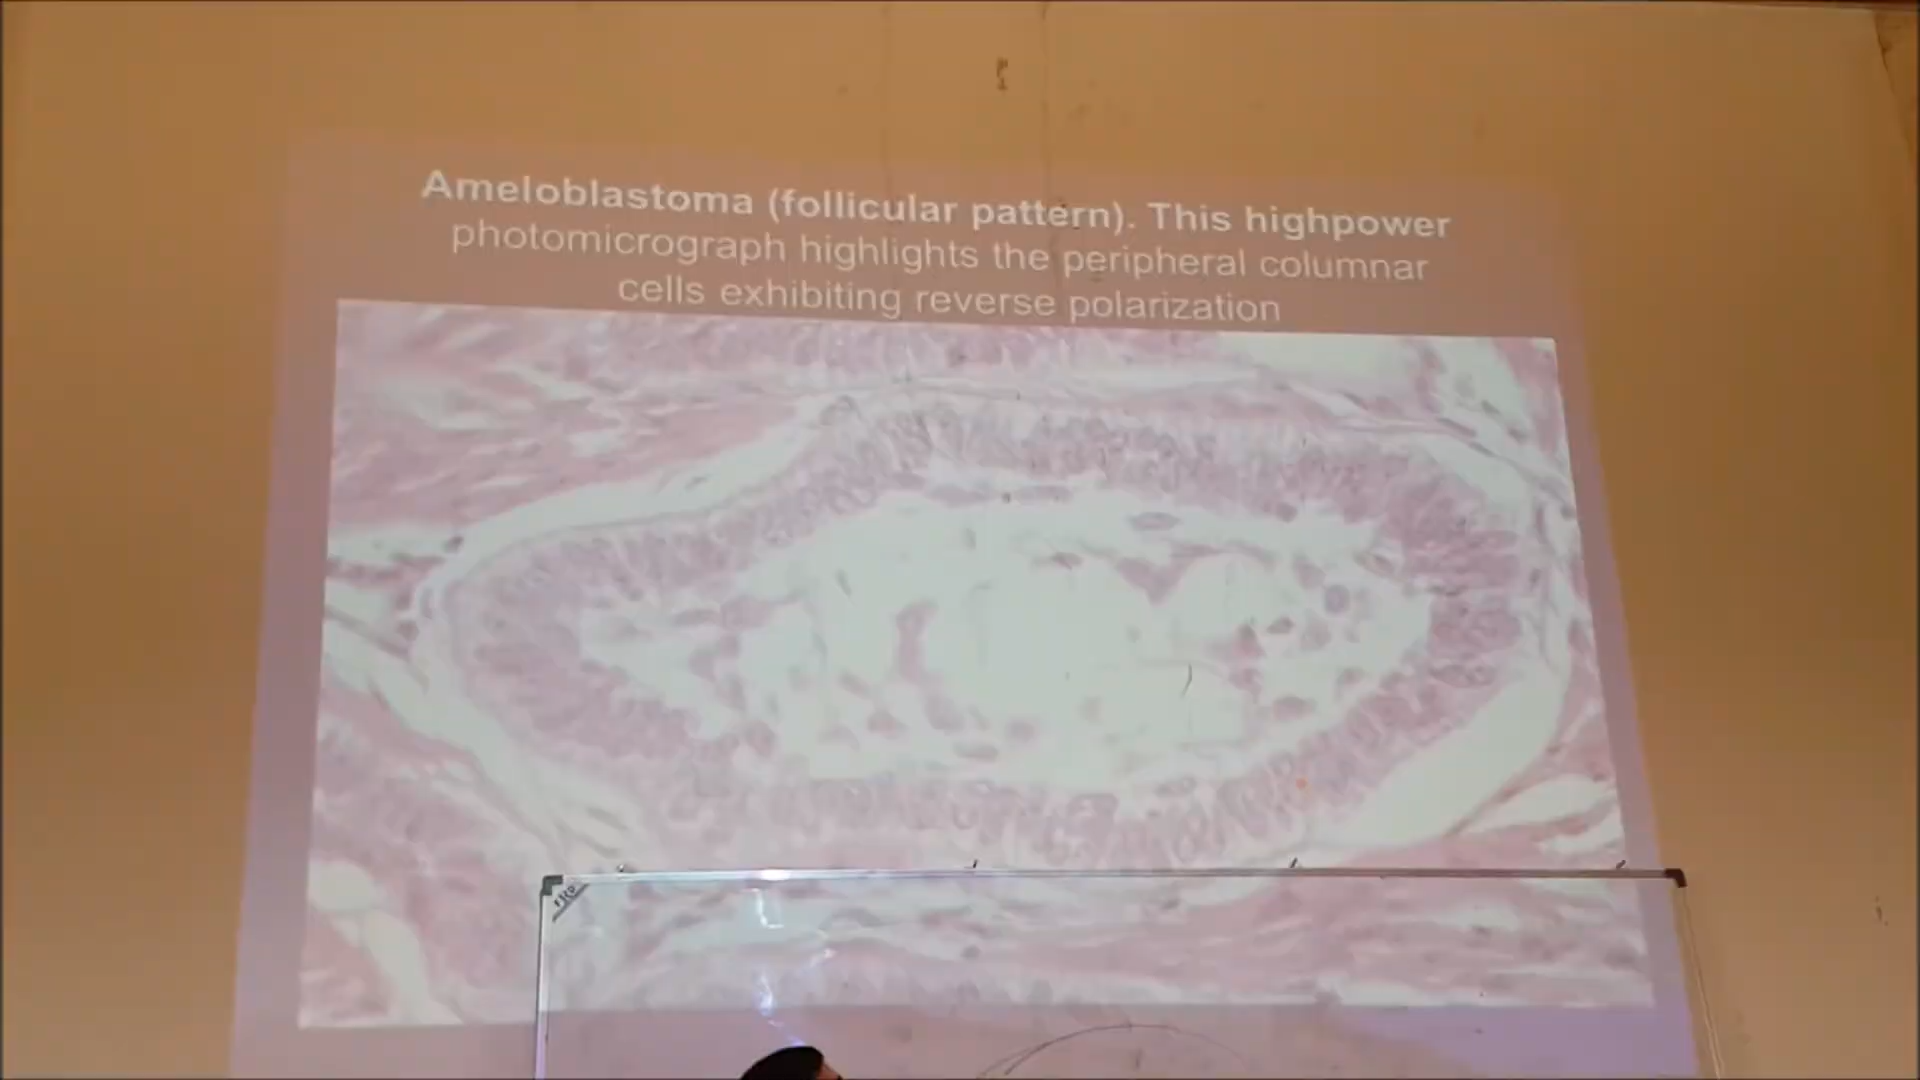 Ameloblastoma (follicular pattern). This highpower
photomicrograph highlights the peripheral columnar
cells exhibiting reverse polarization